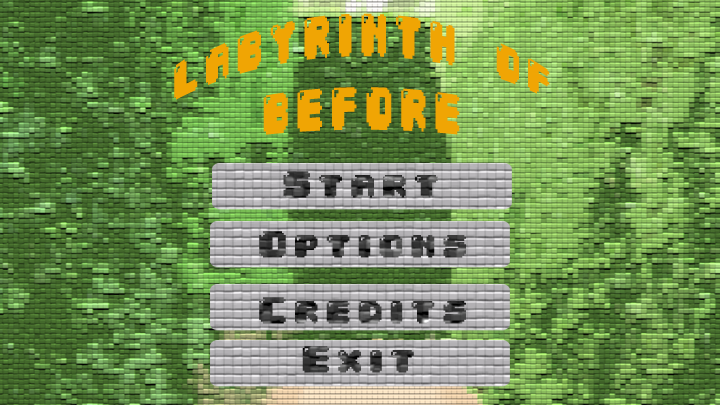 LABYRINTH OF
BEFORE
START
OPTIONS
CREDITS
EXIT